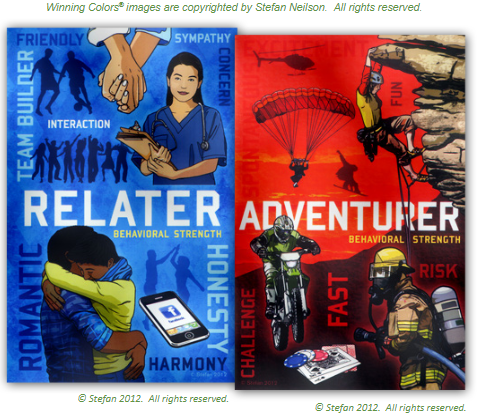 Winning Colors® images are copyrighted by Stefan Neilson. All rights reserved.
FRIENDLY
SYMPATHY
CONCERN
TEAM BUILDER
INTERACTION
RELATER
BEHAVIORAL STRENGTH
ROMANTIC
HONESTY
facebook
HARMONY
EXCITEMENT
FUN
ADVENTURER
BEHAVIORAL STRENGTH
CHALLENGE
FAST
RISK
© Stefan 2012. All rights reserved.
© Stefan 2012. All rights reserved.